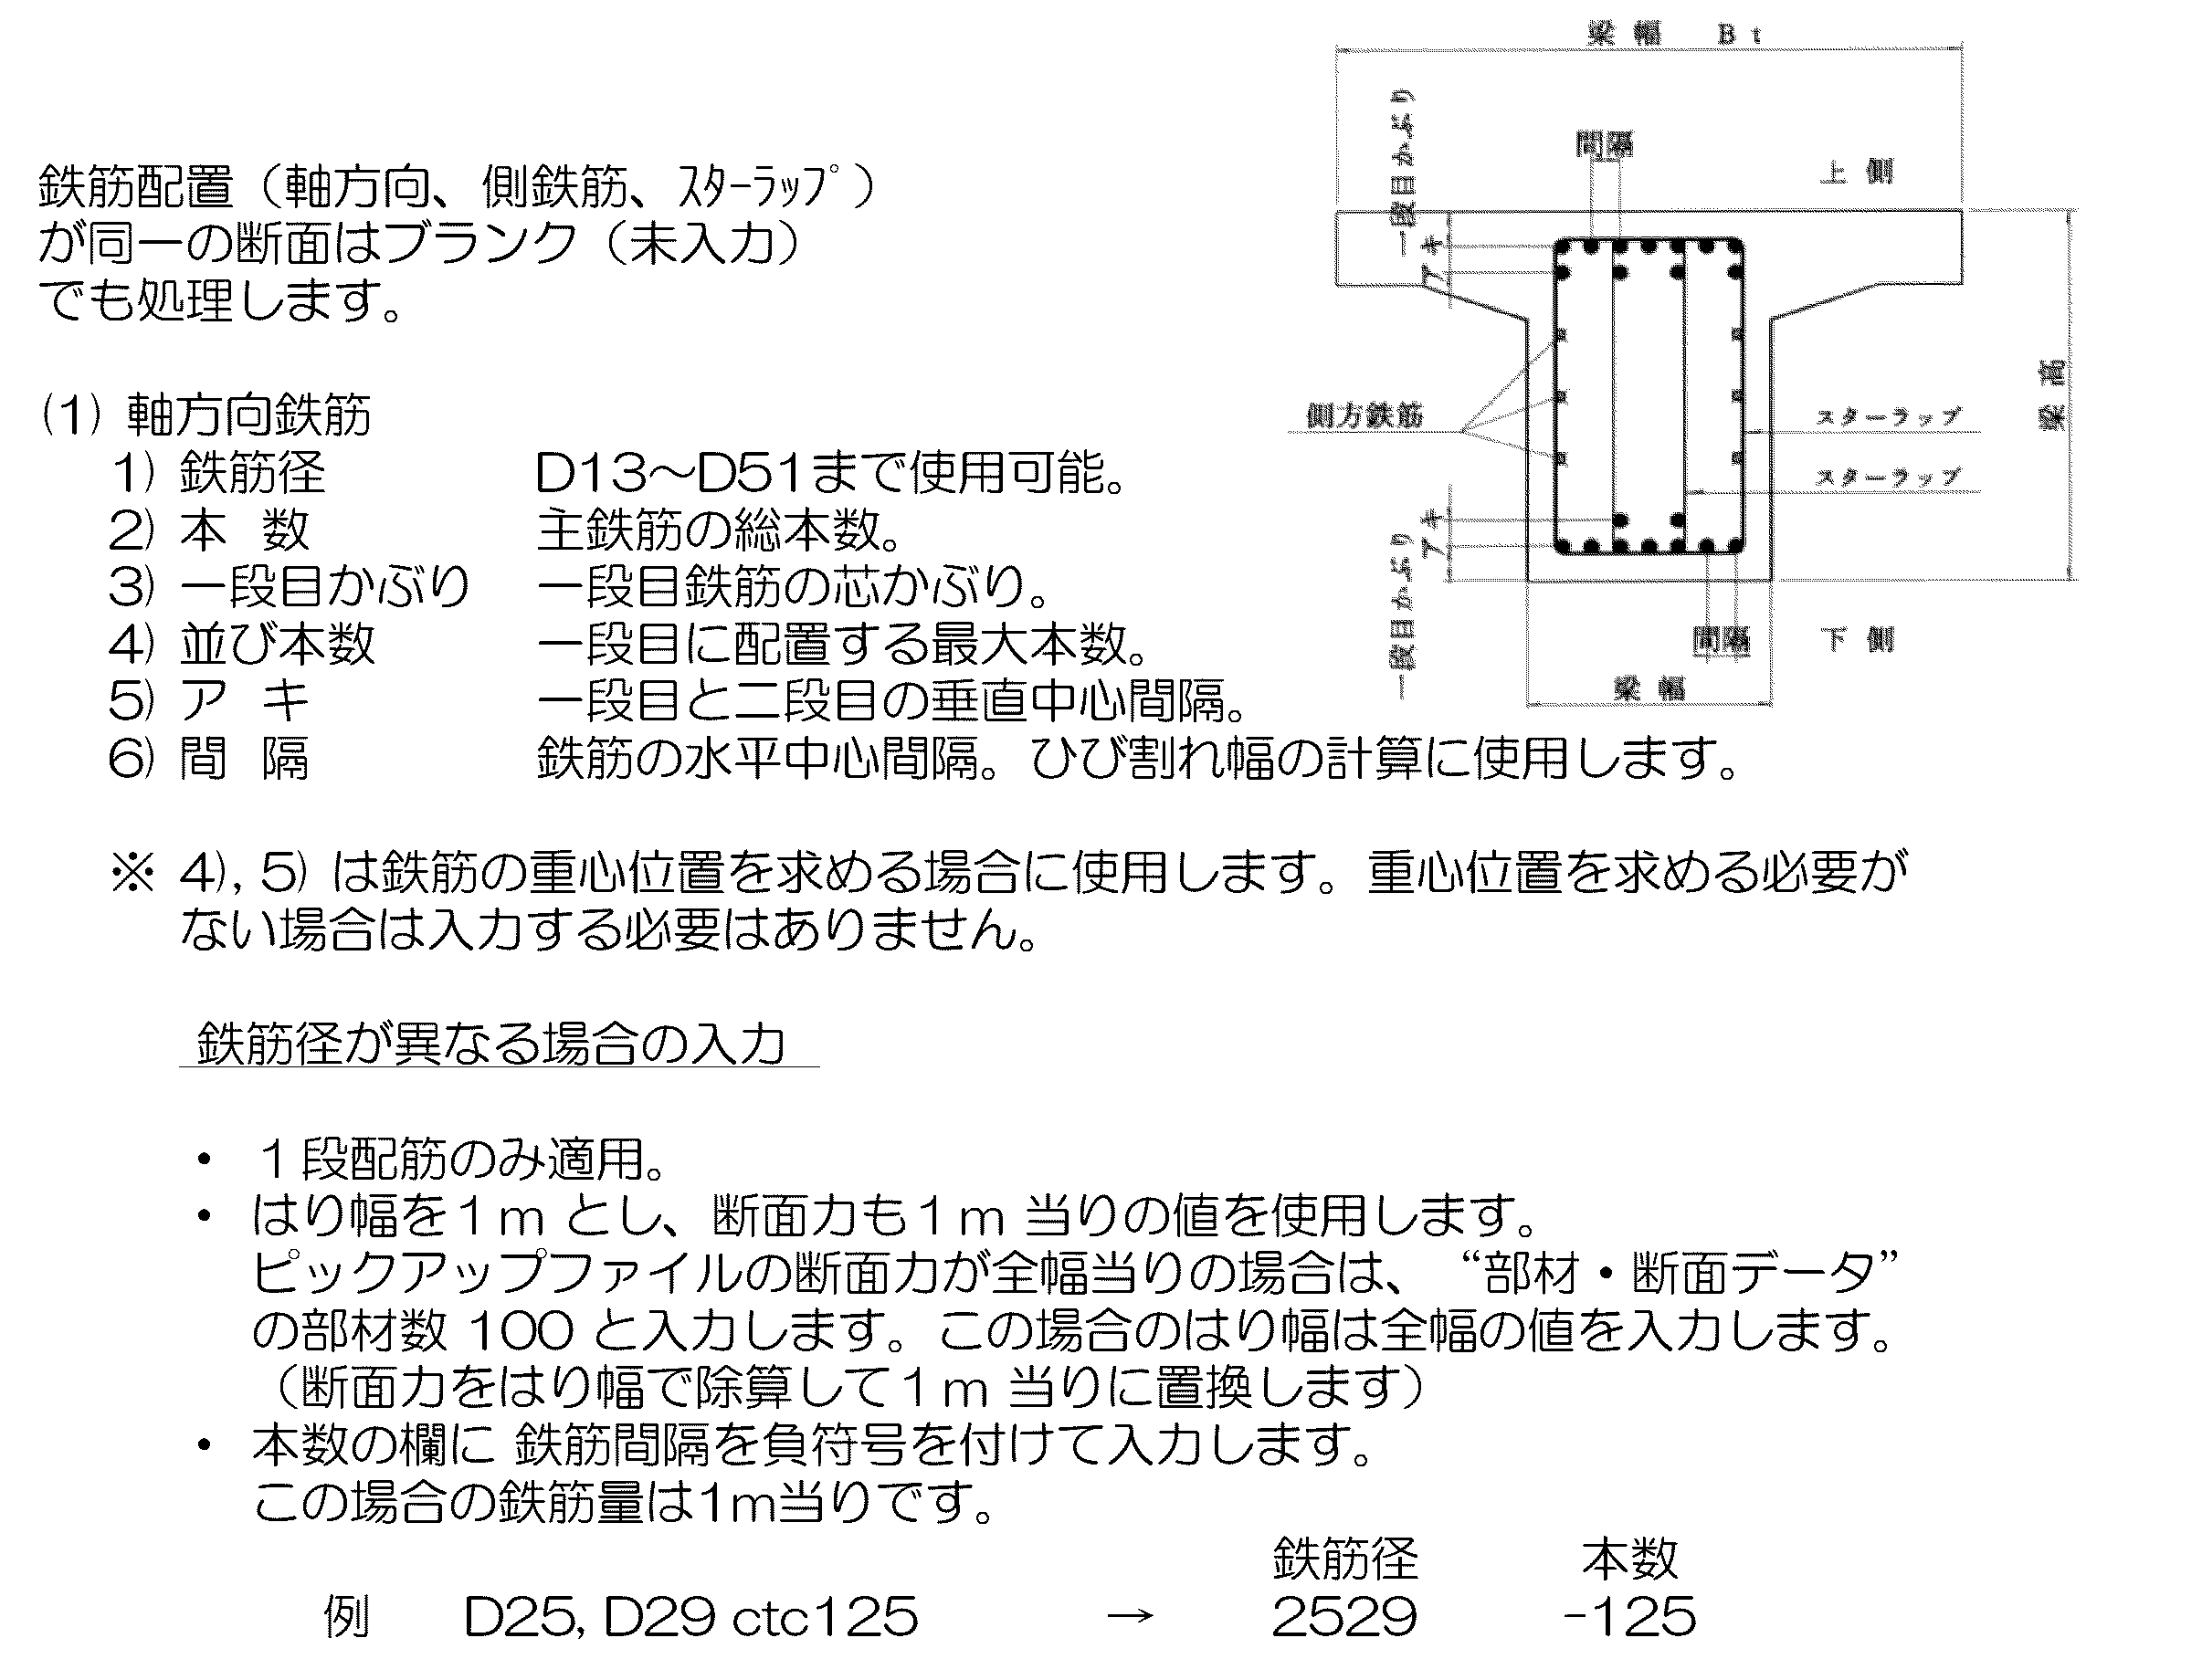 梁 幅 Ｂｔ
一段目かぶり
間隔
上 側
アキ
鉄筋配置（軸方向、側鉄筋、ｽﾀｰﾗｯﾌﾟ）
が同一の断面はブランク（未入力）
でも処理します。
側方鉄筋
スターラップ
スターラップ
梁 高
アキ
一段目かぶり
間隔
下 側
梁 幅
(1) 軸方向鉄筋
1) 鉄筋径 D13～D51まで使用可能。
2) 本 数 主鉄筋の総本数。
3) 一段目かぶり 一段目鉄筋の芯かぶり。
4) 並び本数 一段目に配置する最大本数。
5) ア キ 一段目と二段目の垂直中心間隔。
6) 間 隔 鉄筋の水平中心間隔。ひび割れ幅の計算に使用します。
※ 4), 5) は鉄筋の重心位置を求める場合に使用します。重心位置を求める必要が
ない場合は入力する必要はありません。
鉄筋径が異なる場合の入力
・ １段配筋のみ適用。
・ はり幅を１ｍ とし、断面力も１ｍ 当りの値を使用します。
ピックアップファイルの断面力が全幅当りの場合は、“部材・断面データ”
の部材数 100 と入力します。この場合のはり幅は全幅の値を入力します。
（断面力をはり幅で除算して１ｍ 当りに置換します）
・ 本数の欄に 鉄筋間隔を負符号を付けて入力します。
この場合の鉄筋量は1m当りです。
鉄筋径 本数
例 D25, D29 ctc125 → 2529 -125